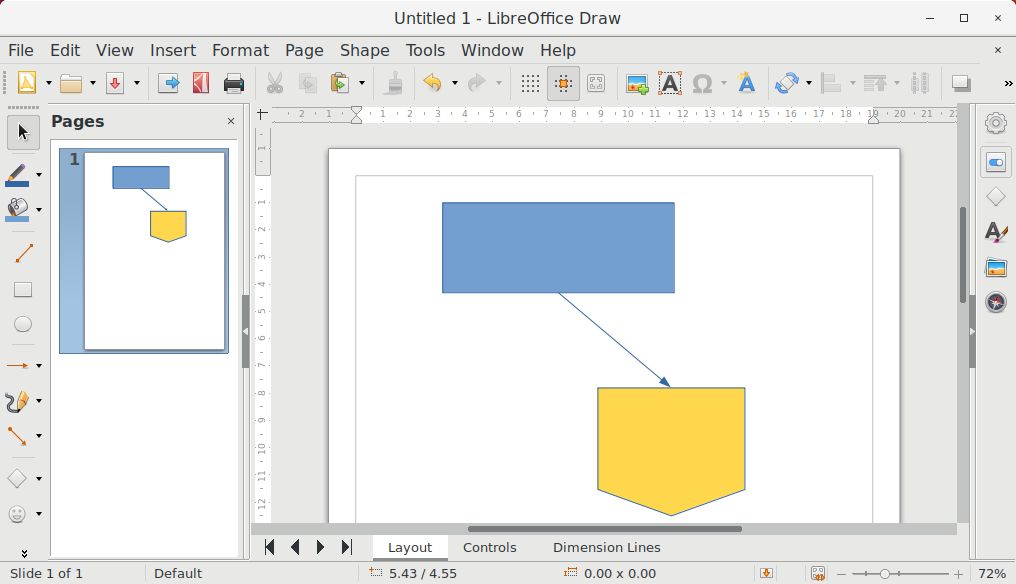 Untitled 1 - LibreOffice Draw
File Edit View Insert Format Page Shape Tools Window Help
Pages
1
2 1 1 2 3 4 5 6 7 8 9 10 11 12 13 14 15 16 17 18 19 20 21 22
1
1
2
3
4
5
6
7
8
9
10
11
12
Layout Controls Dimension Lines
Slide 1 of 1 Default 5.43 / 4.55 0.00 x 0.00 72%